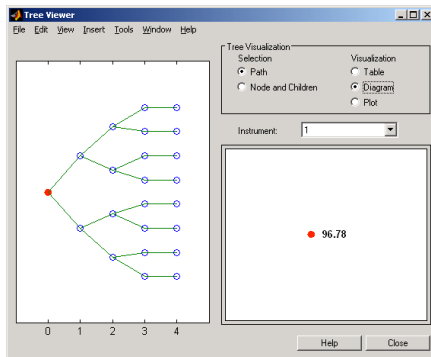 Tree Viewer
File Edit View Insert Tools Window Help
Tree Visualization
Selection
Path
Node and Children
Visualization
Table
Diagram
Plot
Instrument:
1
96.78
0 1 2 3 4
Help
Close